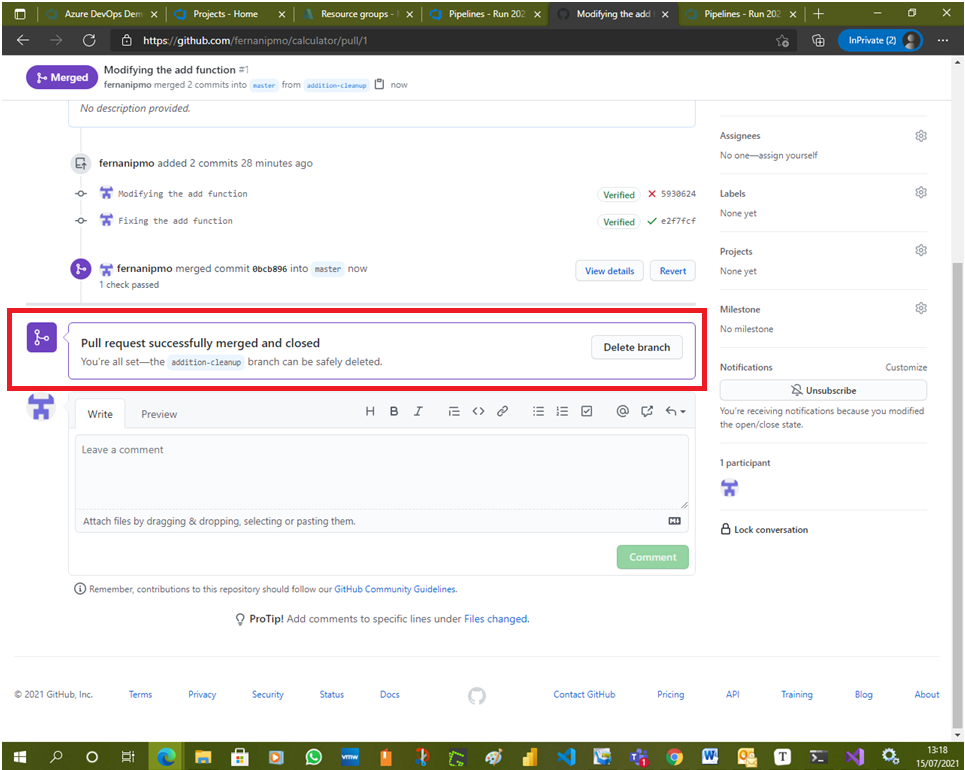 Azure DevOps Dem
Projects - Home
Resource groups -
Pipelines - Run 202
Modifying the add
Pipelines - Run 202
https://github.com/fernanipmo/calculator/pull/1
InPrivate (2)
Merged
Modifying the add function #1
fernanipmo merged 2 commits into master from addition-cleanup now
No description provided.
fernanipmo added 2 commits 28 minutes ago
Modifying the add function
Verified
5930624
Fixing the add function
Verified
e2f7fcf
fernanipmo merged commit 0bcb896 into master now
1 check passed
View details
Revert
Pull request successfully merged and closed
You're all set—the addition-cleanup branch can be safely deleted.
Delete branch
Write
Preview
H B I
Leave a comment
Attach files by dragging & dropping, selecting or pasting them.
Comment
Remember, contributions to this repository should follow our GitHub Community Guidelines.
ProTip! Add comments to specific lines under Files changed.
Assignees
No one—assign yourself
Labels
None yet
Projects
None yet
Milestone
No milestone
Notifications
Customize
Unsubscribe
You're receiving notifications because you modified
the open/close state.
1 participant
Lock conversation
© 2021 GitHub, Inc.
Terms
Privacy
Security
Status
Docs
Contact GitHub
Pricing
API
Training
Blog
About
vmw
13:18
15/07/2021